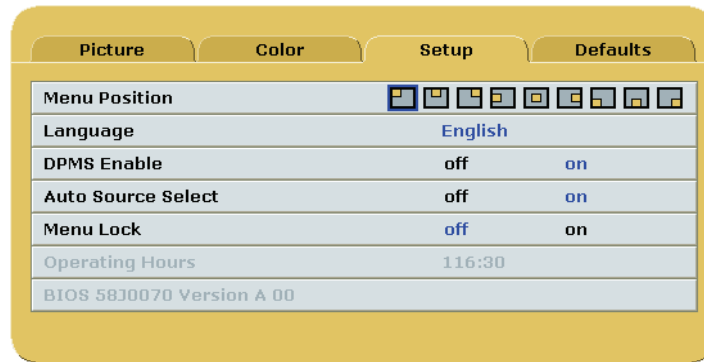 Picture Color Setup Defaults
Menu Position
Language English
DPMS Enable off on
Auto Source Select off on
Menu Lock off on
Operating Hours 116:30
BIOS 58J0070 Version A 00